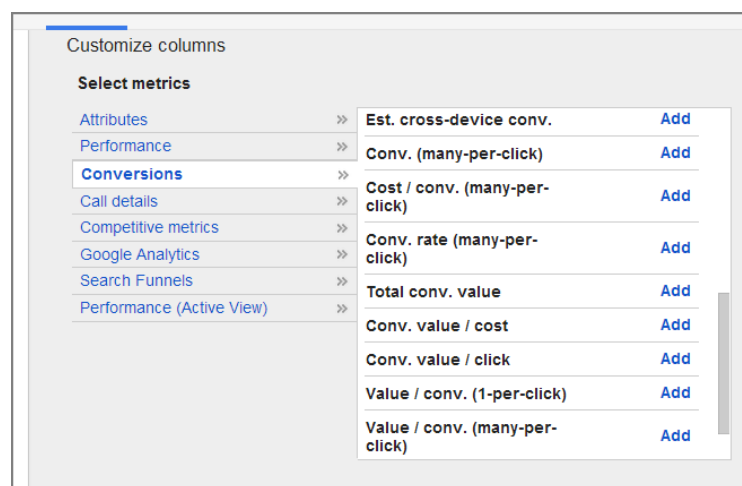 Customize columns
Select metrics
Attributes »
Performance »
Conversions »
Call details »
Competitive metrics »
Google Analytics »
Search Funnels »
Performance (Active View) »
Est. cross-device conv. Add
Conv. (many-per-click) Add
Cost / conv. (many-per-
click) Add
Conv. rate (many-per-
click) Add
Total conv. value Add
Conv. value / cost Add
Conv. value / click Add
Value / conv. (1-per-click) Add
Value / conv. (many-per-
click) Add